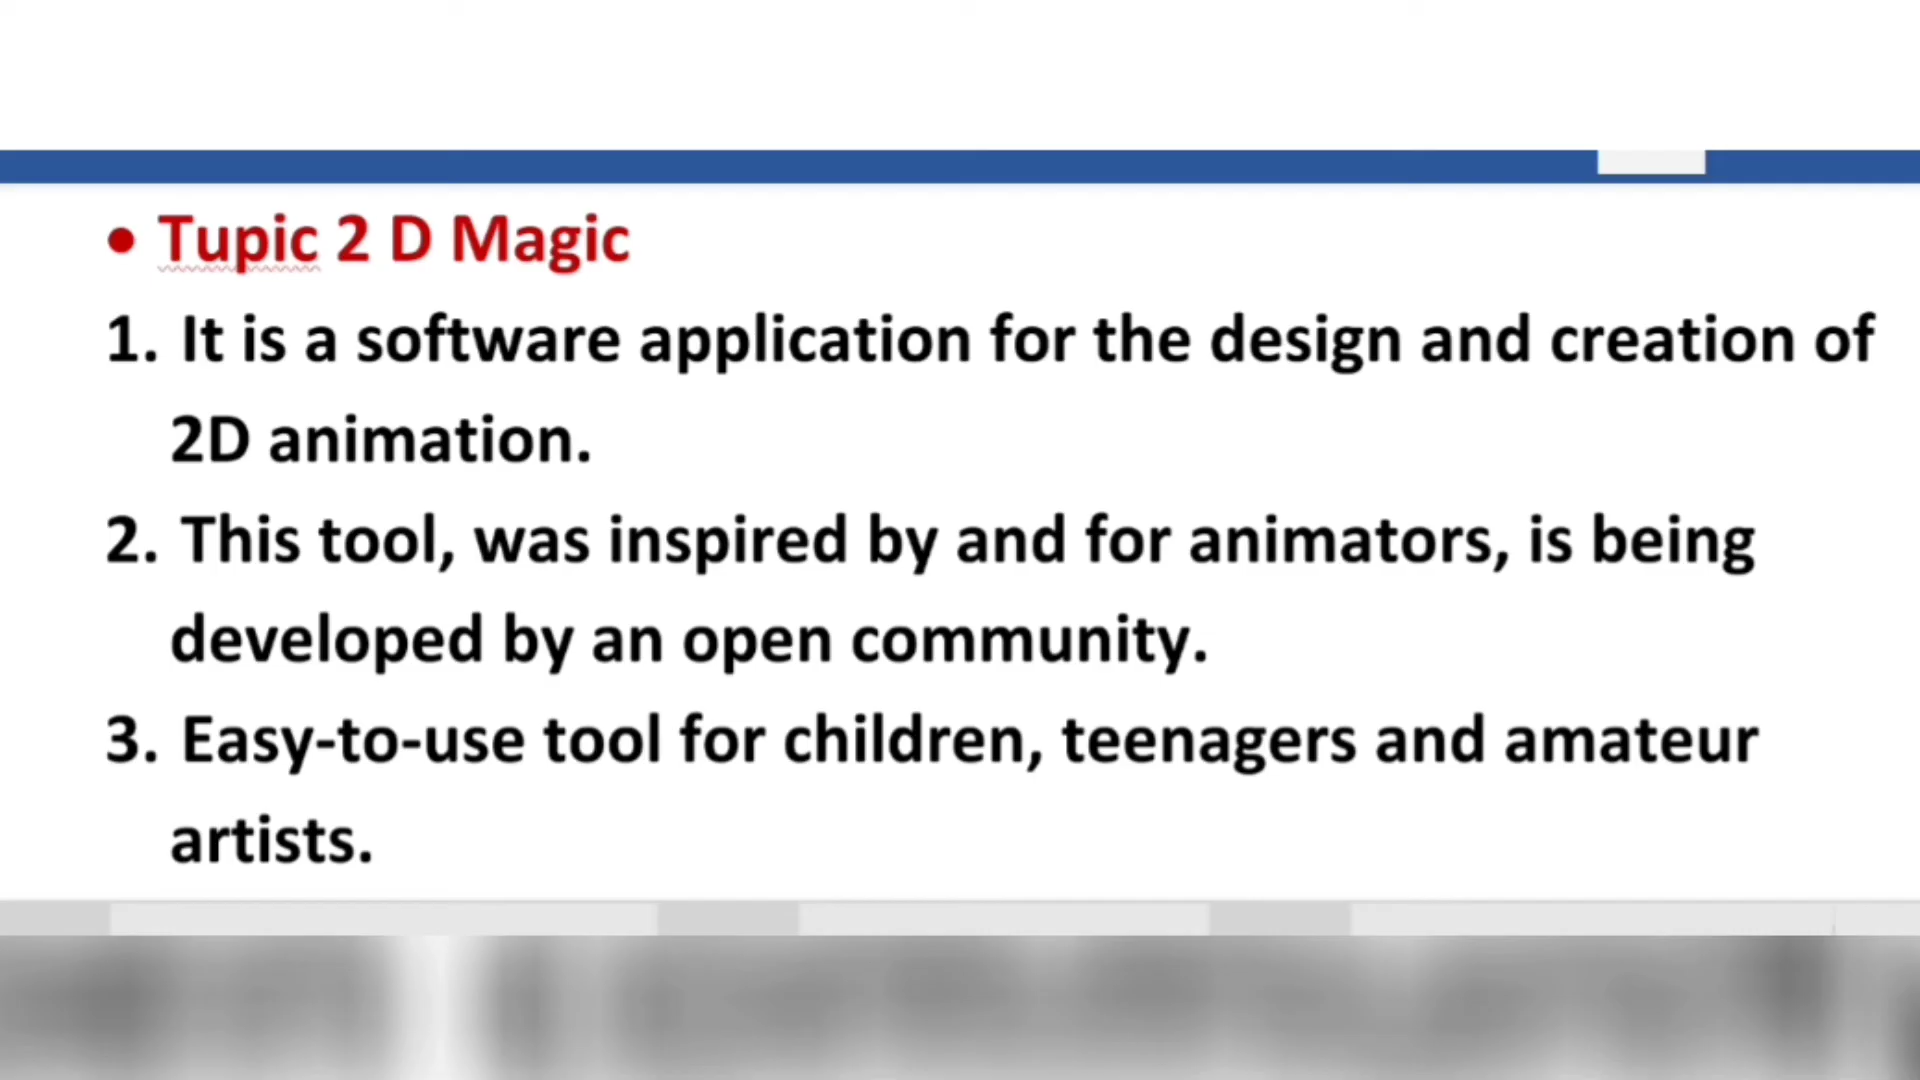 • Tupic 2 D Magic
1. It is a software application for the design and creation of
2D animation.
2. This tool, was inspired by and for animators, is being
developed by an open community.
3. Easy-to-use tool for children, teenagers and amateur
artists.